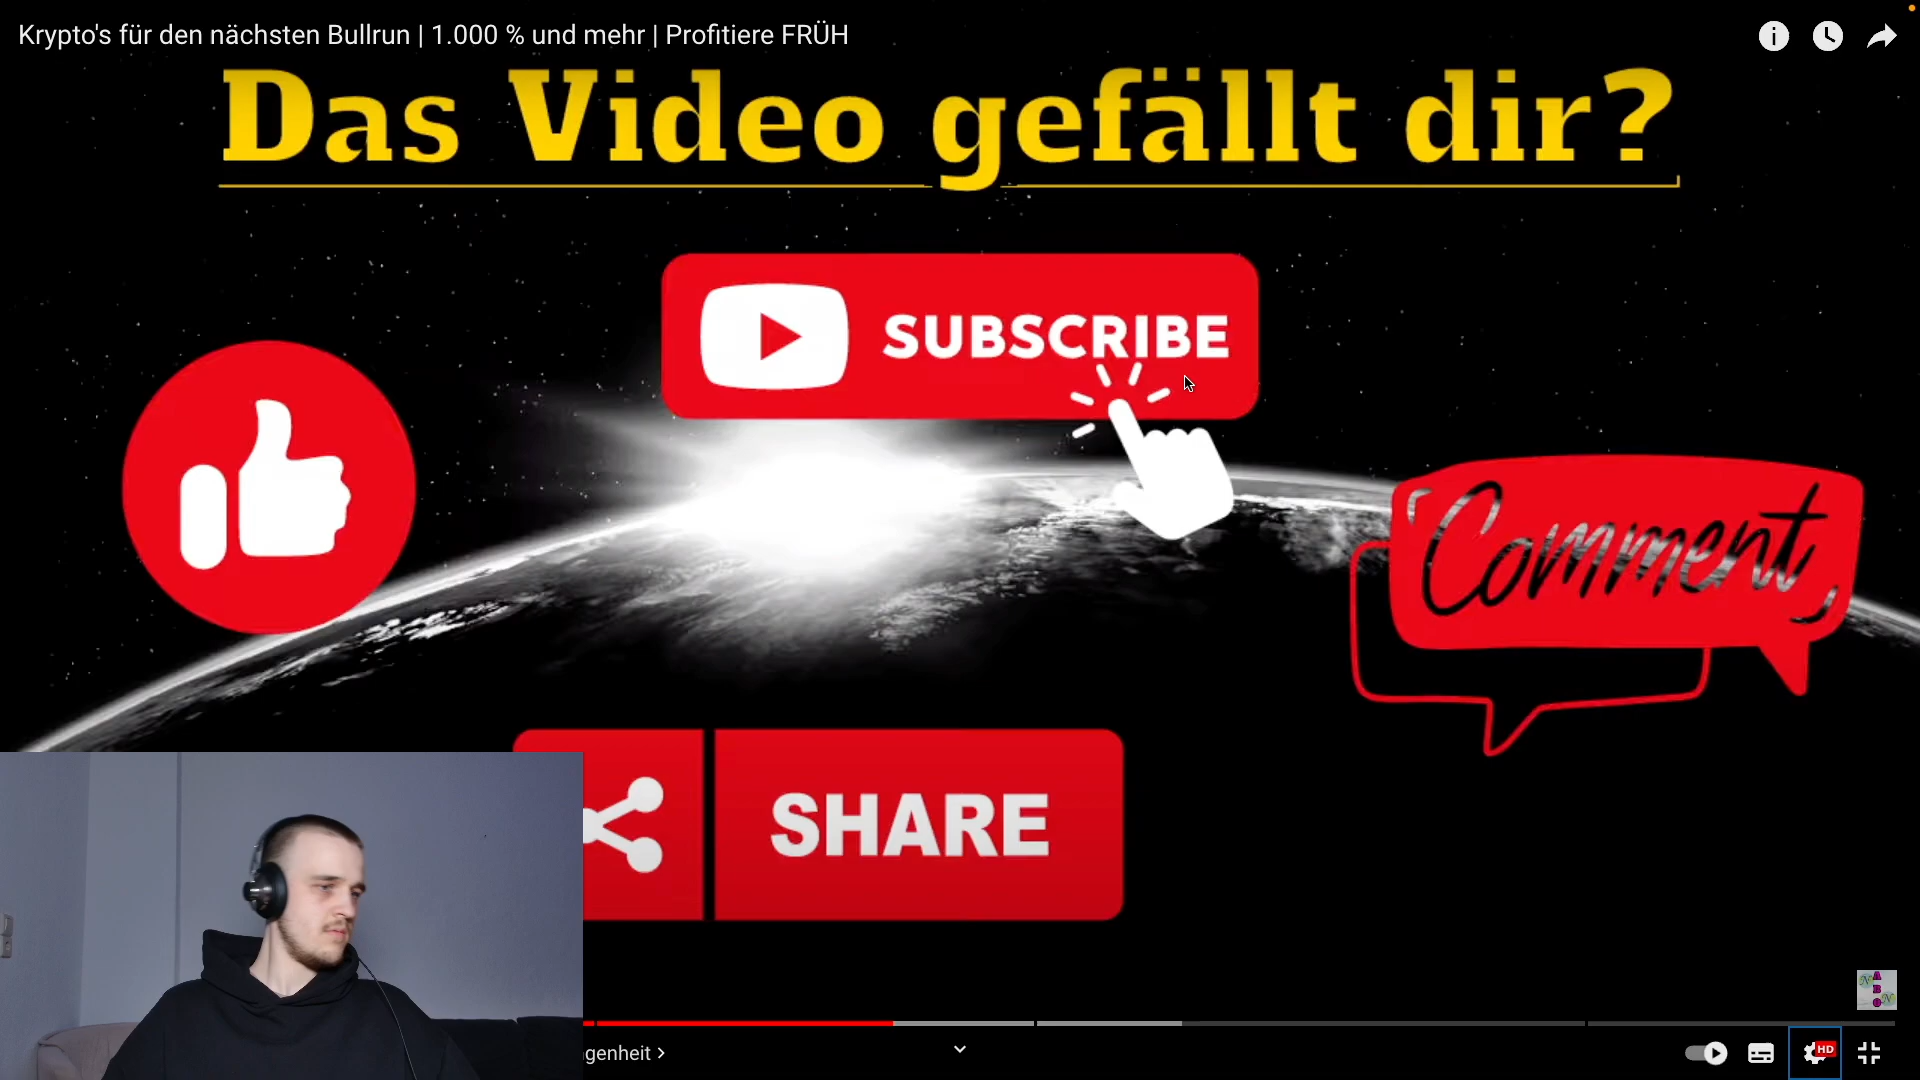 Krypto's für den nächsten Bullrun | 1.000 % und mehr | Profitiere FRÜH
Das Video gefällt dir?
SUBSCRIBE
Comment
SHARE
genheit
HD